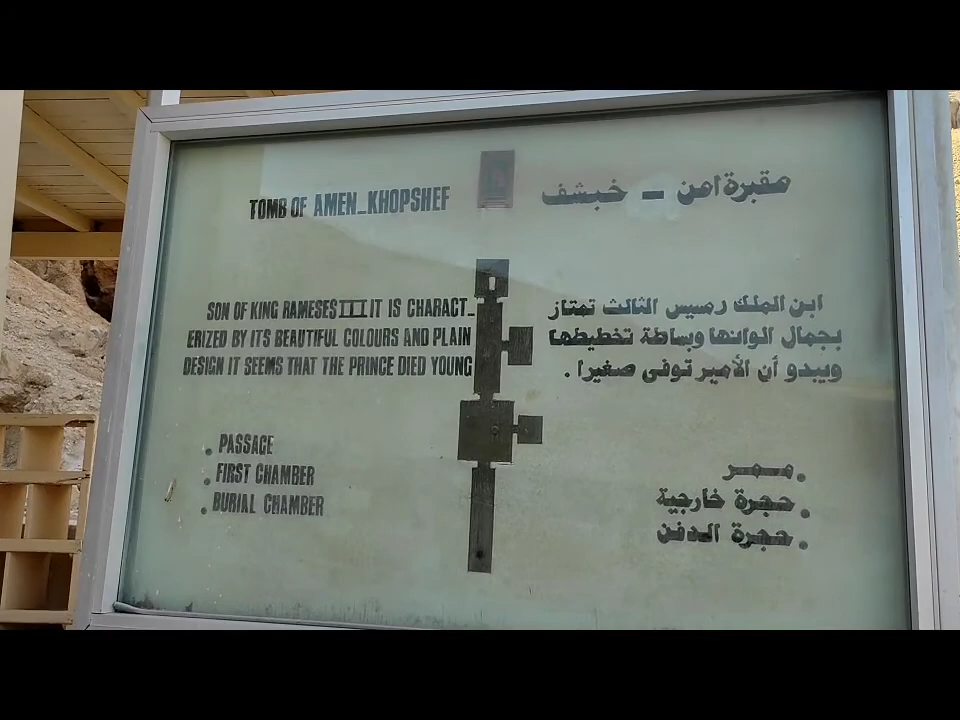 TOMB OF AMEN_KHOPSHEF
مقبرة امن - خبشف
SON OF KING RAMESES III IT IS CHARACT_
ERIZED BY ITS BEAUTIFUL COLOURS AND PLAIN
DESIGN IT SEEMS THAT THE PRINCE DIED YOUNG
ابن الملك رمسيس الثالث تمتاز
بجمال الوانها وبساطة تخطيطها
ويبدو أن الأمير توفى صغيرا .
. PASSAGE
. FIRST CHAMBER
. BURIAL CHAMBER
. ممر
. حجرة خارجية
. حجرة الدفن